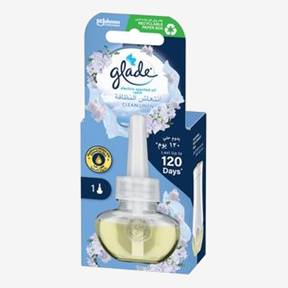 SCJohnson
RECYCLABLE
PAPER BOX
glade
electric scented oil
refill
انتعاش النظافة
CLEAN LINEN
يدوم حتى
١٢٠ يوم*
Last Up to
120
Days*
1